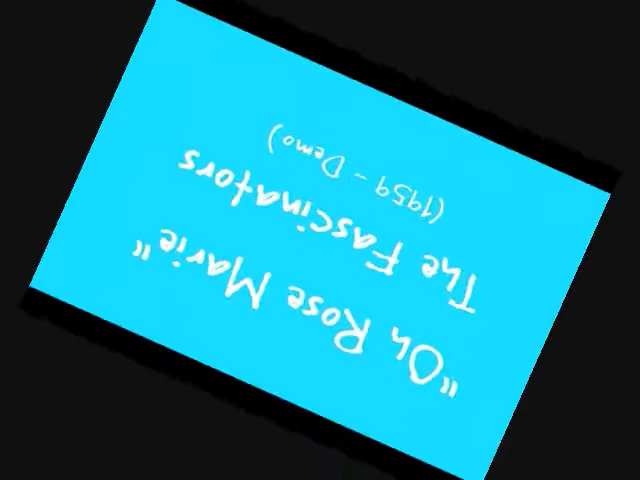 "Oh Rose Marie"
The Fascinators
(1959 - Demo)